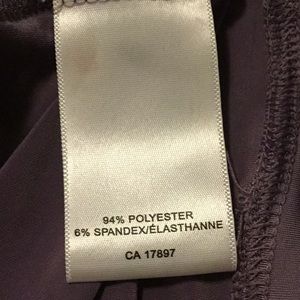 94% POLYESTER
6% SPANDEX/ÉLASTHANNE
CA 17897